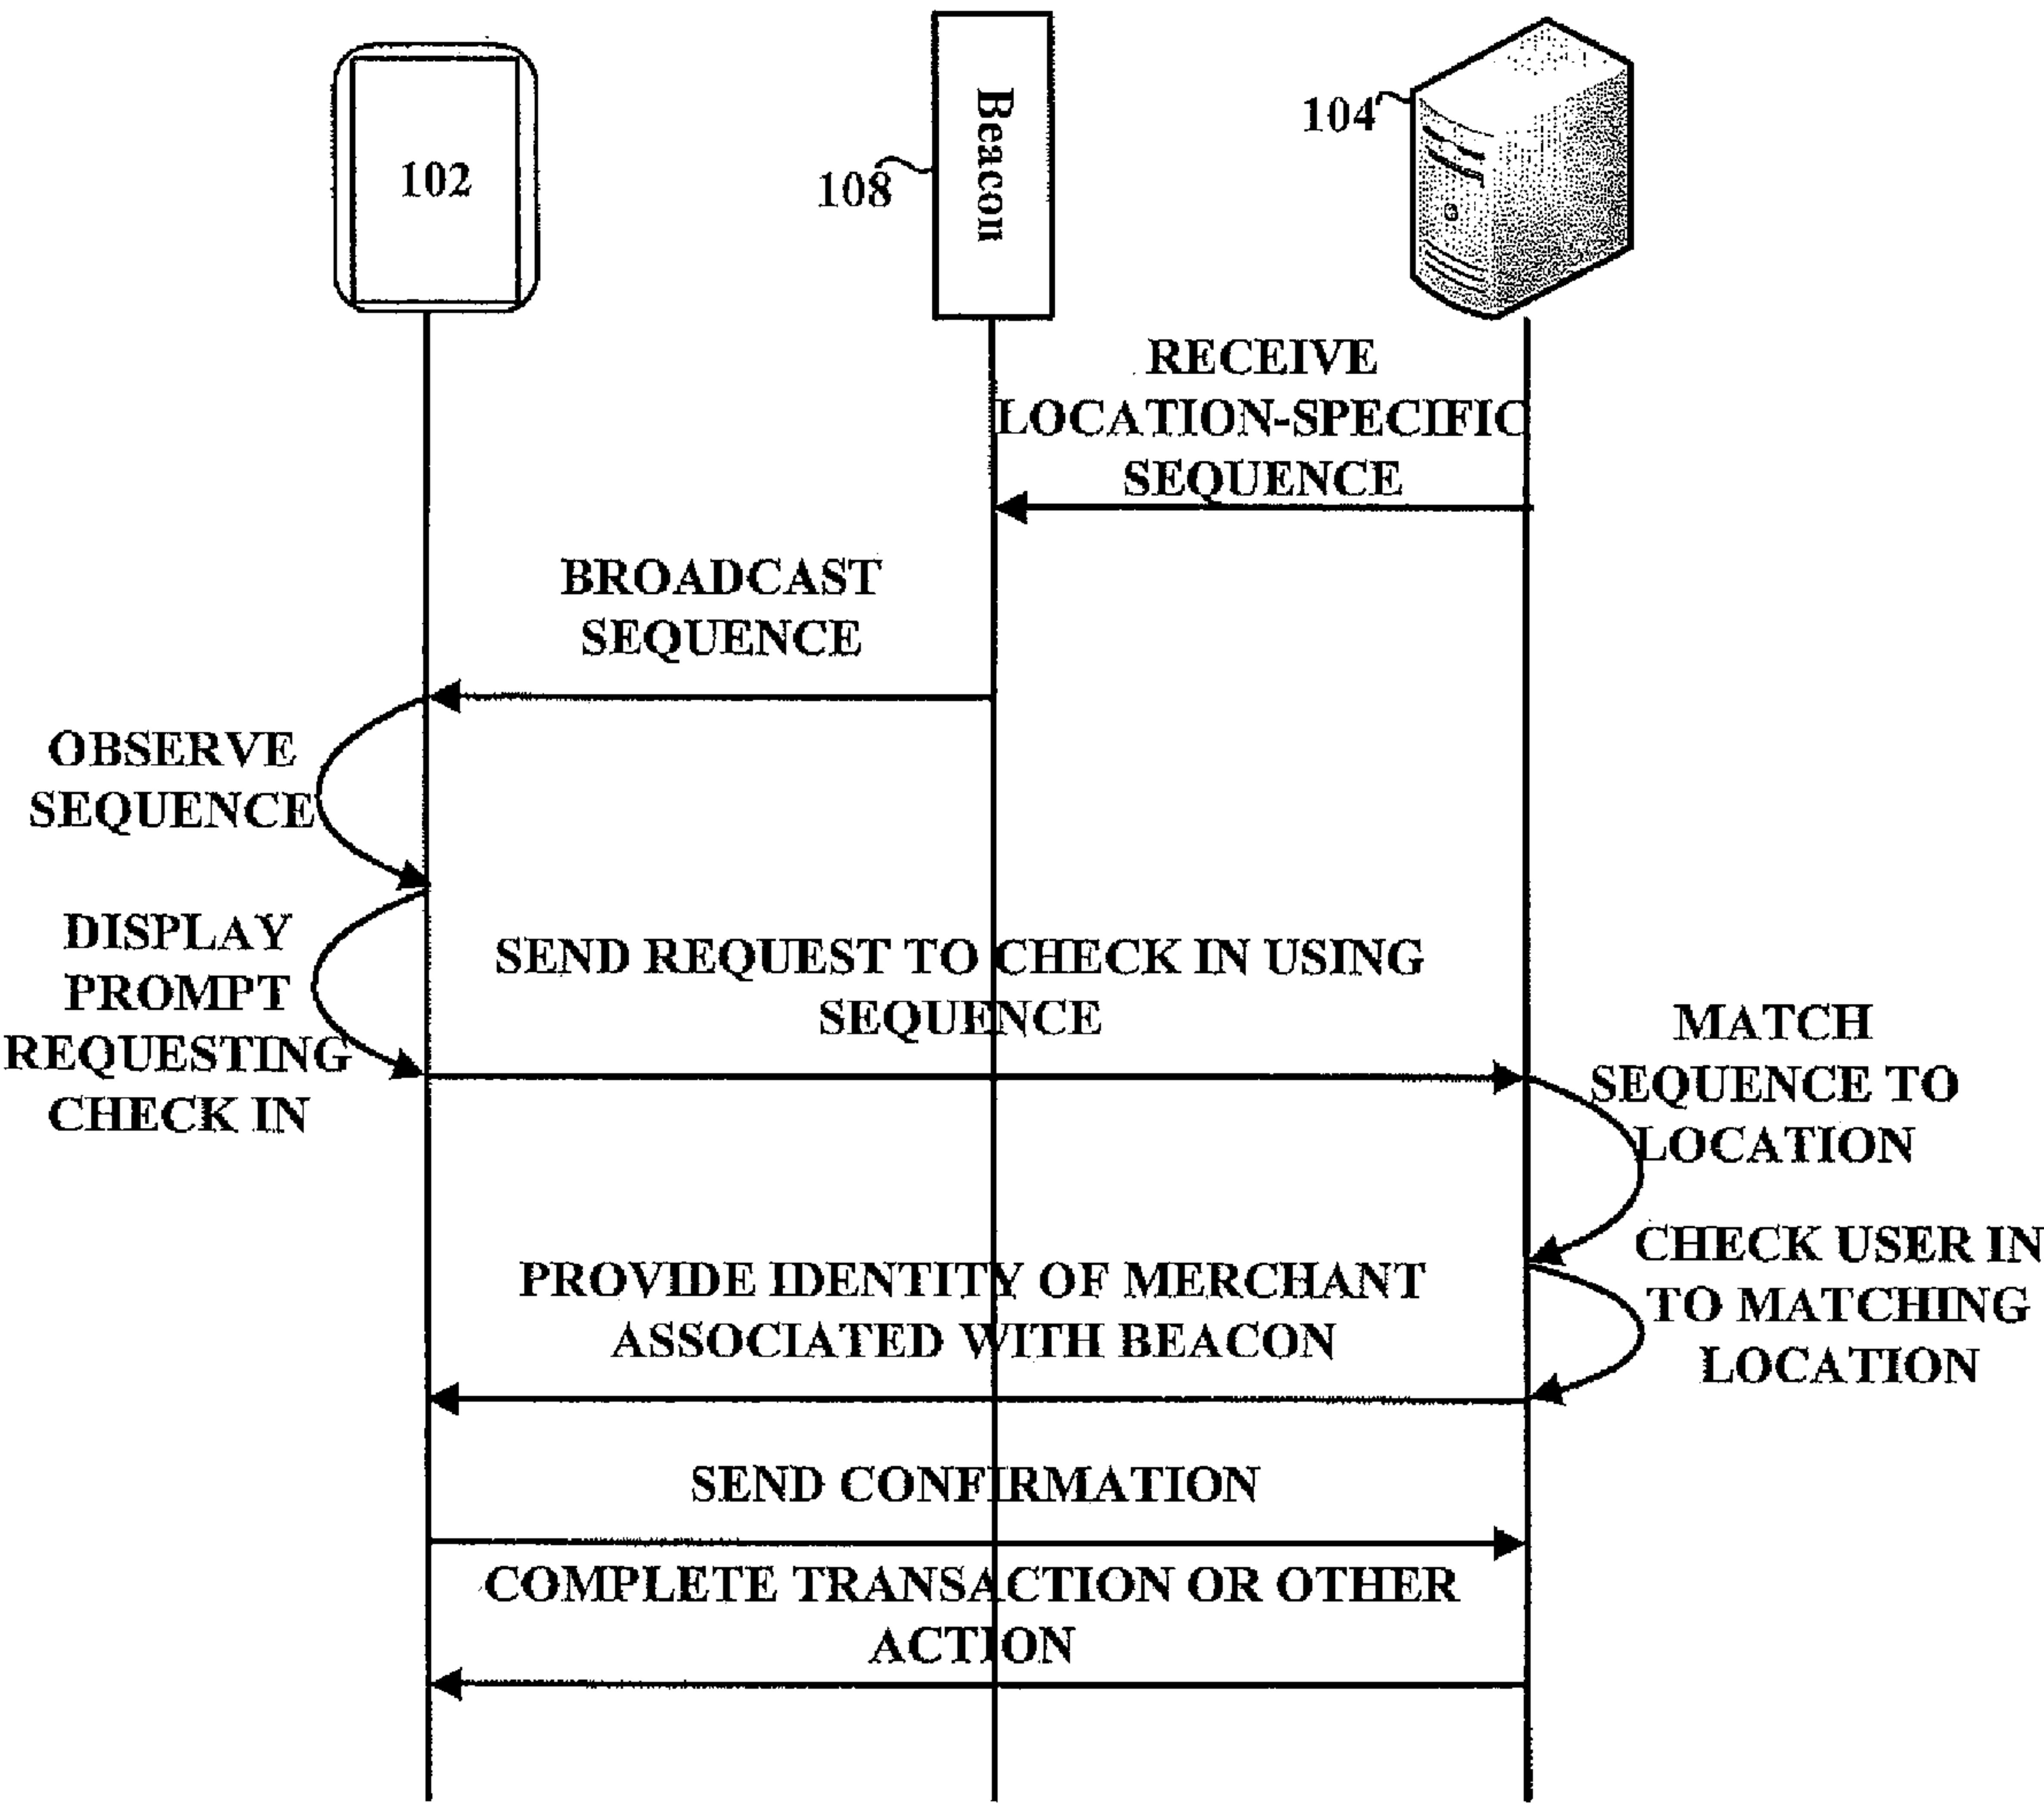 102
108
Beacon
104
RECEIVE
LOCATION-SPECIFIC
SEQUENCE
BROADCAST
SEQUENCE
OBSERVE
SEQUENCE
DISPLAY
PROMPT
REQUESTING
CHECK IN
SEND REQUEST TO CHECK IN USING
SEQUENCE
MATCH
SEQUENCE TO
LOCATION
CHECK USER IN
TO MATCHING
LOCATION
PROVIDE IDENTITY OF MERCHANT
ASSOCIATED WITH BEACON
SEND CONFIRMATION
COMPLETE TRANSACTION OR OTHER
ACTION